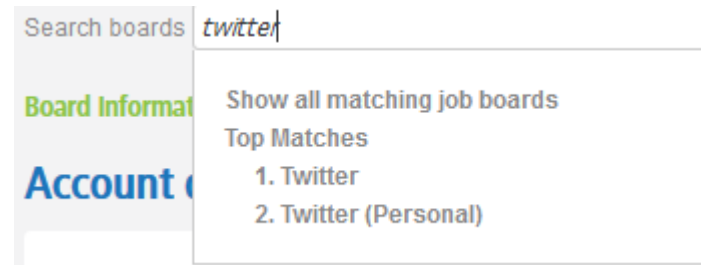 Search boards twitter
Show all matching job boards
Board Informat
Top Matches
Account
1. Twitter
2. Twitter (Personal)